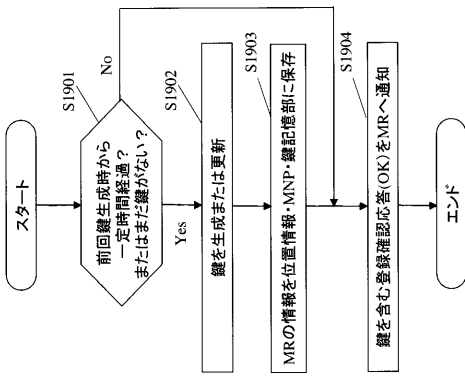 スタート
S1901
前回鍵生成時から
一定時間経過？
またはまだ鍵がない？
No
Yes
S1902
鍵を生成または更新
S1903
MRの情報を位置情報・MNP・鍵記憶部に保存
S1904
鍵を含む登録確認応答(OK)をMRへ通知
エンド